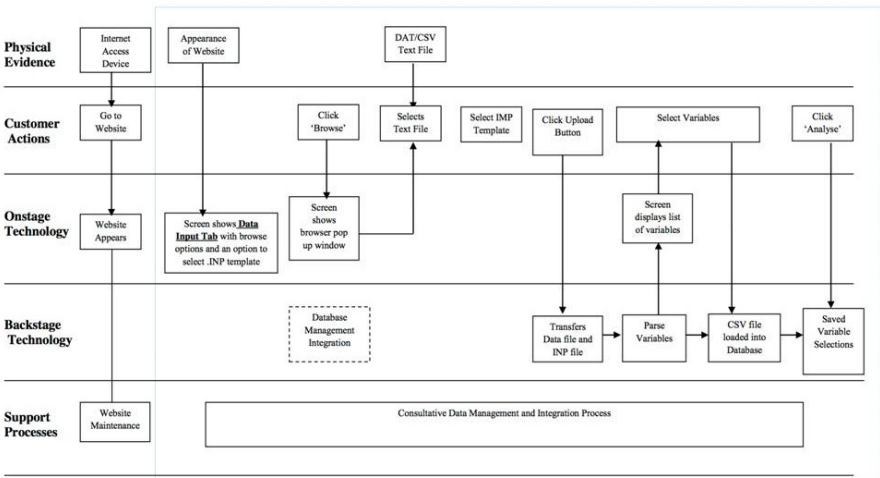 Physical
Evidence
Internet
Access
Device
Appearance
of Website
DAT/CSV
Text File
Customer
Actions
Go to
Website
Click
‘Browse’
Selects
Text File
Select IMP
Template
Click Upload
Button
Select Variables
Click
‘Analyse’
Onstage
Technology
Website
Appears
Screen shows Data
Input Tab with browse
options and an option to
select .INP template
Screen
shows
browser pop
up window
Screen
displays list
of variables
Backstage
Technology
Database
Management
Integration
Transfers
Data file and
INP file
Parse
Variables
CSV file
loaded into
Database
Saved
Variable
Selections
Support
Processes
Website
Maintenance
Consultative Data Management and Integration Process